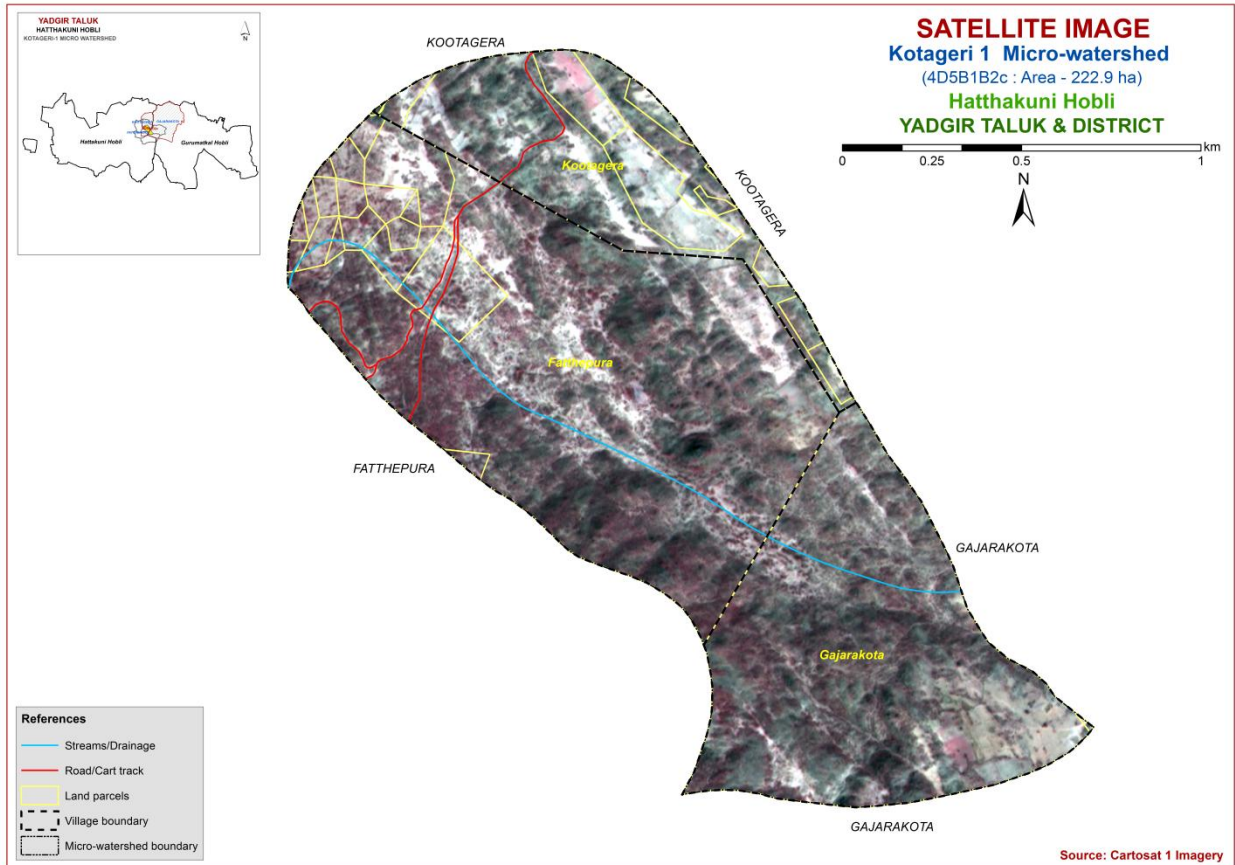 YADGIR TALUK
HATTHAKUNI HOBLI
KOTAGERI-1 MICRO WATERSHED
N
Hattikuni Hobli
Gurumatkal Hobli
SATELLITE IMAGE
Kotageri 1 Micro-watershed
(4D5B1B2c : Area - 222.9 ha)
Hatthakuni Hobli
YADGIR TALUK & DISTRICT
0 0.25 0.5 1 km
N
KOOTAGERA
KOOTAGERA
Kootagera
Fatthepura
FATTHEPURA
GAJARAKOTA
Gajarakota
GAJARAKOTA
References
Streams/Drainage
Road/Cart track
Land parcels
Village boundary
Micro-watershed boundary
Source: Cartosat 1 Imagery